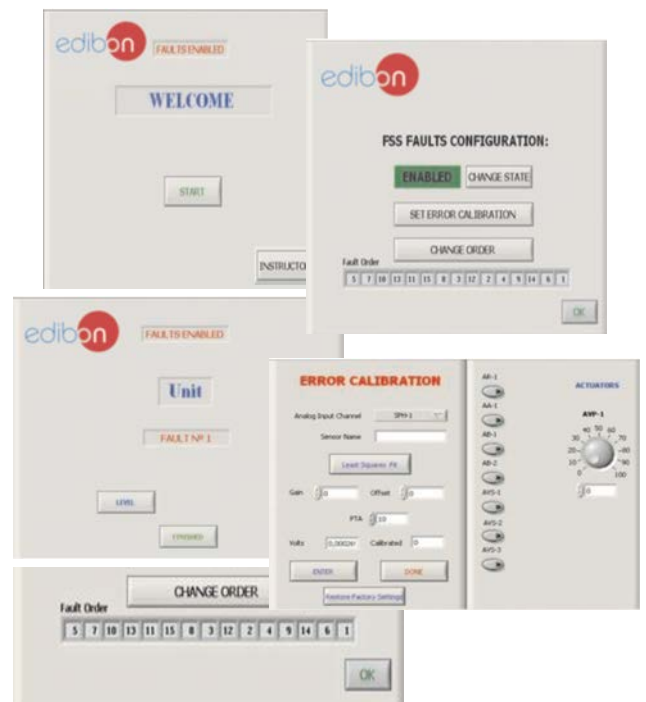 edibon
FAULTS ENABLED
WELCOME
START
edibon
FSS FAULTS CONFIGURATION:
ENABLED CHANGE STATE
SET ERROR CALIBRATION
CHANGE ORDER
Fault Order
5 7 10 13 11 15 8 3 12 2 4 9 14 6 1
OK
edibon
FAULTS ENABLED
Unit
FAULT Nº 1
LEVEL
FINISHED
ERROR CALIBRATION
Analog Input Channel SPH-1
Sensor Name
Least Squares Fit
Gain 0 Offset 0
PTA 10
Volts Calibrated 0
ENTER DONE
Restore Factory Settings
AR-1
AA-1
AB-1
AB-2
AVS-1
AVS-2
AVS-3
ACTUATORS
AVP-1
0 10 20 30 40 50 60 70 80 90 100
0
CHANGE ORDER
Fault Order
5 7 10 13 11 15 8 3 12 2 4 9 14 6 1
OK